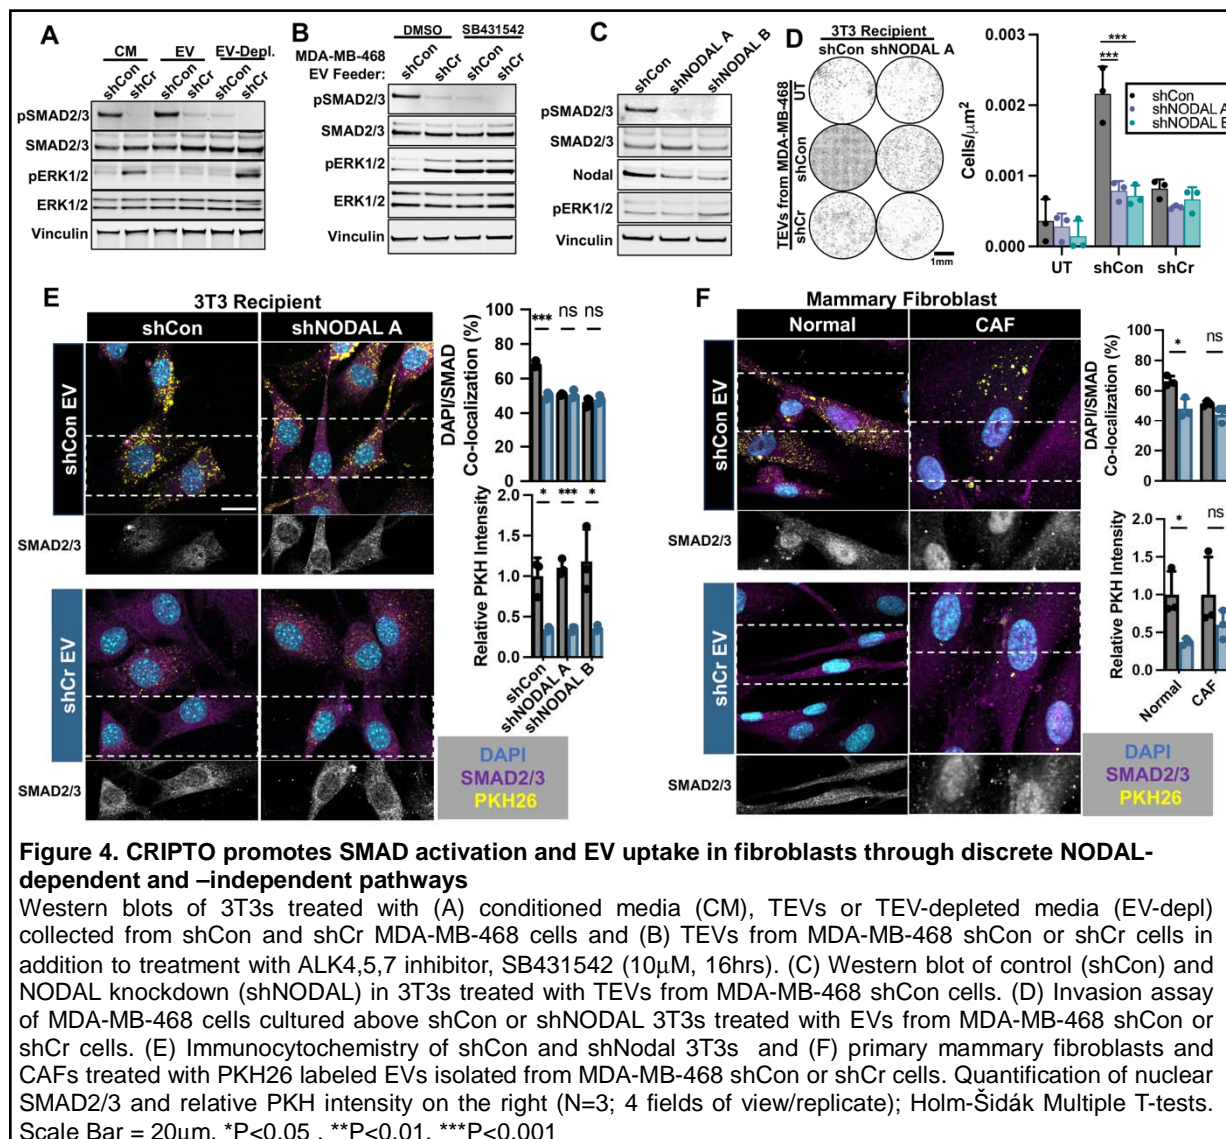 A
CM
EV
EV-Depl.
shCon
shCr
shCon
shCr
shCon
shCr
pSMAD2/3
SMAD2/3
pERK1/2
ERK1/2
Vinculin
B
DMSO
SB431542
MDA-MB-468
EV Feeder:
shCon
shCr
shCon
shCr
pSMAD2/3
SMAD2/3
pERK1/2
ERK1/2
Vinculin
C
shCon
shNODAL A
shNODAL B
pSMAD2/3
SMAD2/3
Nodal
pERK1/2
Vinculin
D
3T3 Recipient
shCon shNODAL A
TEVs from MDA-MB-468
UT
shCon
shCr
1mm
Cells/μm²
0.003
0.002
0.001
0.000
***
***
shCon
shNODAL A
shNODAL B
UT
shCon
shCr
E
3T3 Recipient
shCon
shNODAL A
shCon EV
SMAD2/3
shCr EV
SMAD2/3
DAPI/SMAD
Co-localization (%)
100
80
60
40
20
0
***
ns
ns
Relative PKH Intensity
2.0
1.5
1.0
0.5
0.0
*
***
*
shCon
shNODAL A
shNODAL B
DAPI
SMAD2/3
PKH26
F
Mammary Fibroblast
Normal
CAF
shCon EV
SMAD2/3
shCr EV
SMAD2/3
DAPI/SMAD
Co-localization (%)
100
80
60
40
20
0
*
ns
Relative PKH Intensity
2.0
1.5
1.0
0.5
0.0
*
ns
Normal
CAF
DAPI
SMAD2/3
PKH26
Figure 4. CRIPTO promotes SMAD activation and EV uptake in fibroblasts through discrete NODAL-
dependent and –independent pathways
Western blots of 3T3s treated with (A) conditioned media (CM), TEVs or TEV-depleted media (EV-depl)
collected from shCon and shCr MDA-MB-468 cells and (B) TEVs from MDA-MB-468 shCon or shCr cells in
addition to treatment with ALK4,5,7 inhibitor, SB431542 (10μM, 16hrs). (C) Western blot of control (shCon) and
NODAL knockdown (shNODAL) in 3T3s treated with TEVs from MDA-MB-468 shCon cells. (D) Invasion assay
of MDA-MB-468 cells cultured above shCon or shNODAL 3T3s treated with EVs from MDA-MB-468 shCon or
shCr cells. (E) Immunocytochemistry of shCon and shNodal 3T3s and (F) primary mammary fibroblasts and
CAFs treated with PKH26 labeled EVs isolated from MDA-MB-468 shCon or shCr cells. Quantification of nuclear
SMAD2/3 and relative PKH intensity on the right (N=3; 4 fields of view/replicate); Holm-Šidák Multiple T-tests.
Scale Bar = 20μm. *P<0.05 , **P<0.01, ***P<0.001